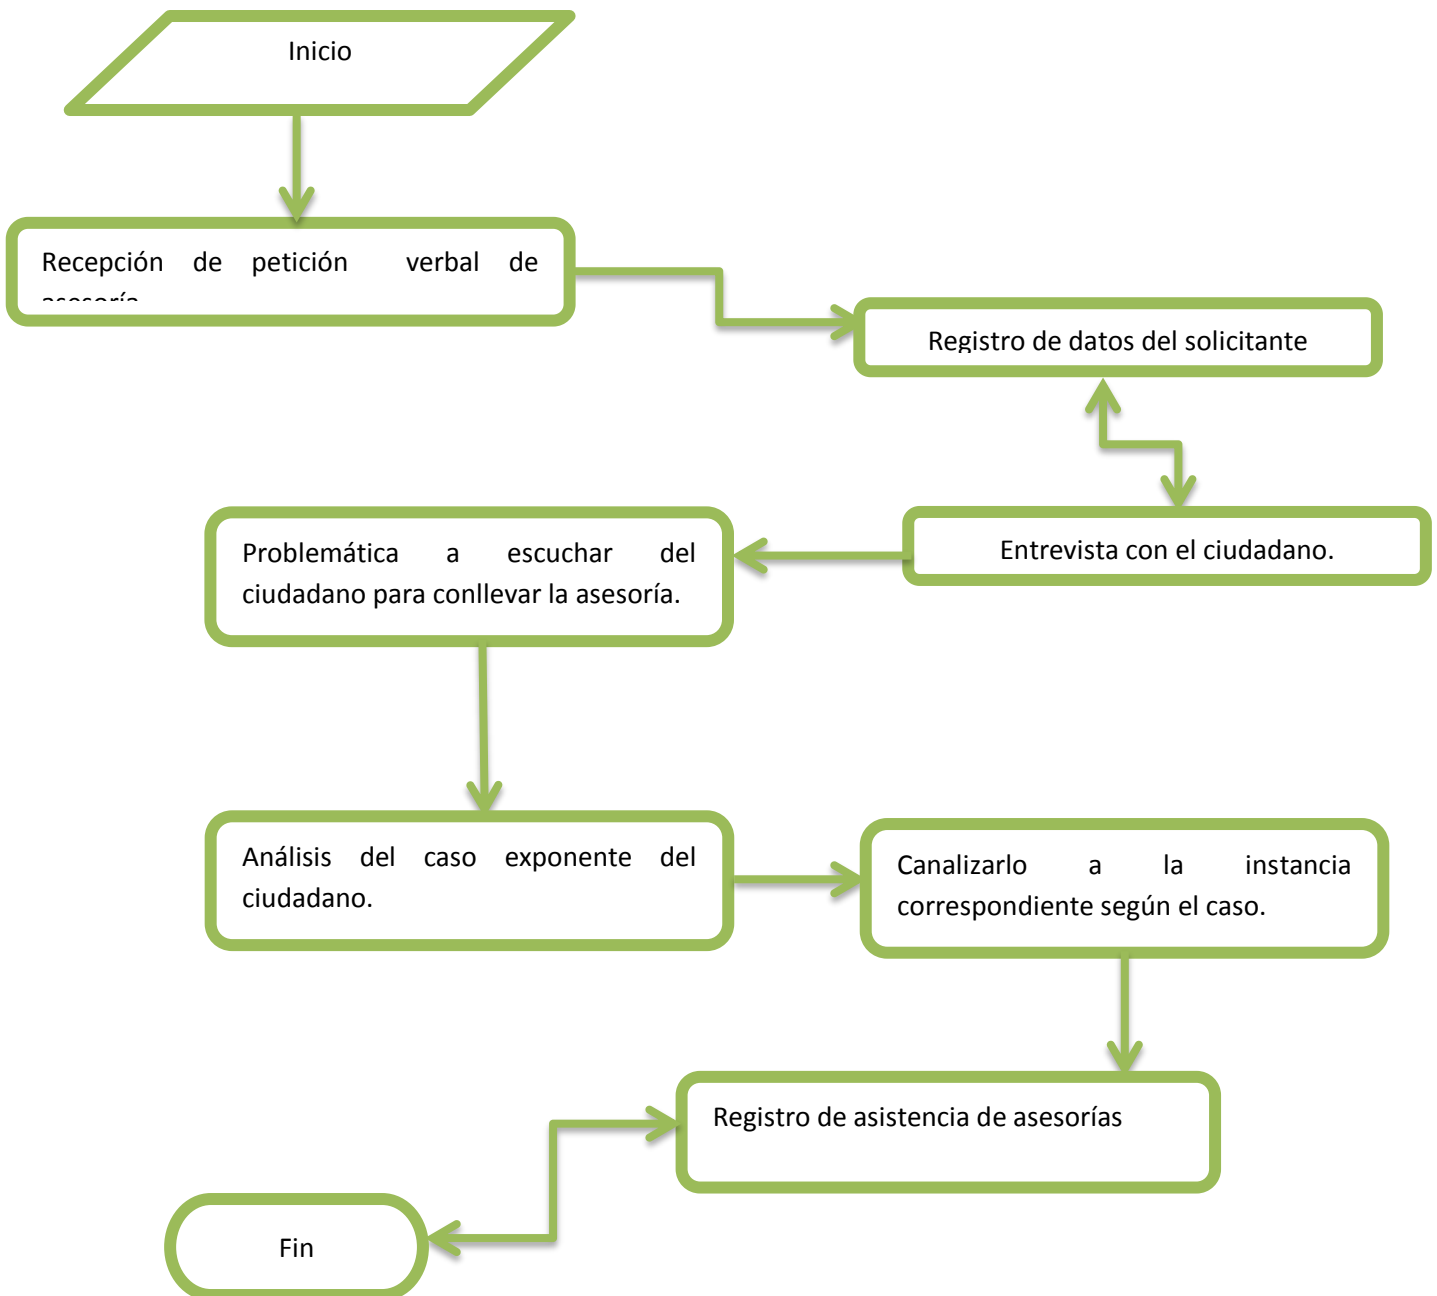 Inicio
Recepción de petición verbal de
asesoría
Registro de datos del solicitante
Entrevista con el ciudadano.
Problemática a escuchar del
ciudadano para conllevar la asesoría.
Análisis del caso exponente del
ciudadano.
Canalizarlo a la instancia
correspondiente según el caso.
Registro de asistencia de asesorías
Fin